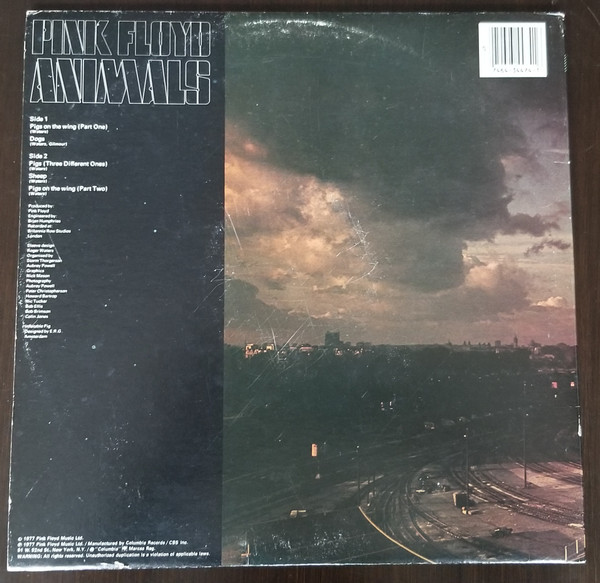 PINK FLOYD
ANIMALS
Side 1
Pigs on the wing (Part One)
(Waters)
Dogs
(Waters, Gilmour)
Side 2
Pigs (Three Different Ones)
(Waters)
Sheep
(Waters)
Pigs on the wing (Part Two)
(Waters)
Produced by:
Pink Floyd
Engineered by
Brian Humphries
Recorded at
Britannia Row Studios
London
Sleeve design
Roger Waters
Organised by
Storm Thorgerson
Aubrey Powell
Graphics
Nick Mason
Photography
Aubrey Powell
Peter Christopherson
Howard Bartrop
Nic Tucker
Bob Ellis
Rob Brimson
Colin Jones
Inflatable Pig
Designed by E.R.G.
Amsterdam
© 1977 Pink Floyd Music Ltd.
℗ 1977 Pink Floyd Music Ltd. / Manufactured by Columbia Records / CBS Inc.
51 W. 52nd St. New York, N.Y. / ® "Columbia" Marcas Reg.
WARNING: All rights reserved. Unauthorized duplication is a violation of applicable laws.